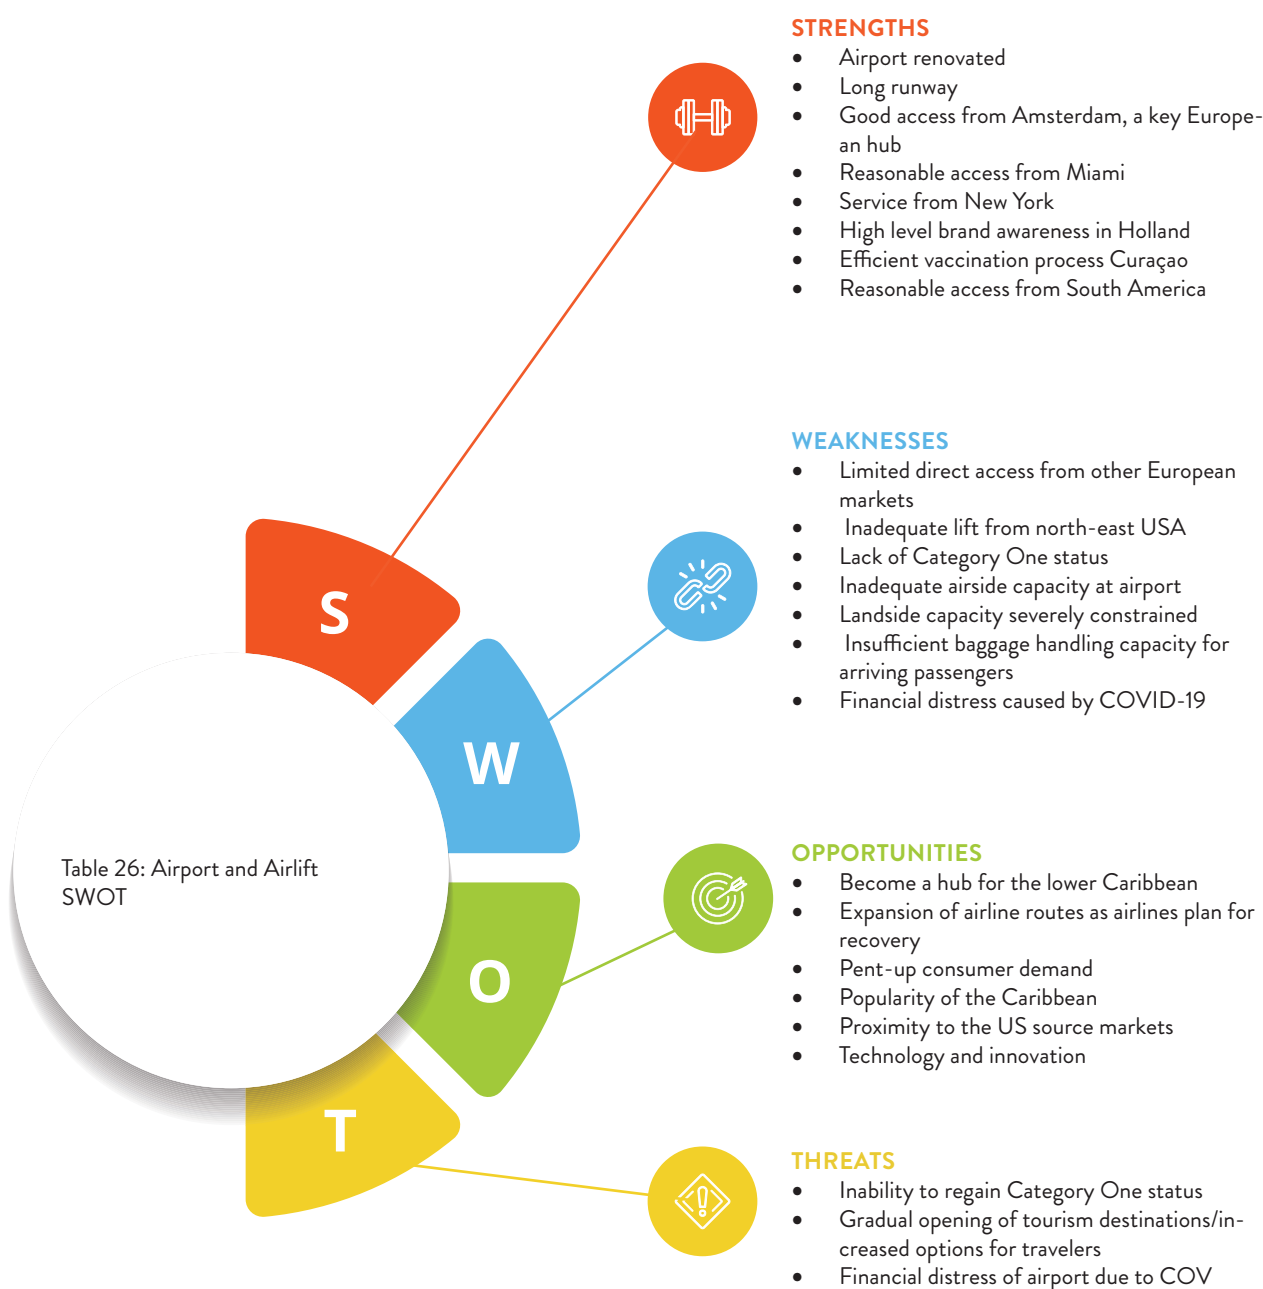 STRENGTHS
• Airport renovated
• Long runway
• Good access from Amsterdam, a key Europe-
an hub
• Reasonable access from Miami
• Service from New York
• High level brand awareness in Holland
• Efficient vaccination process Curaçao
• Reasonable access from South America
WEAKNESSES
• Limited direct access from other European
markets
• Inadequate lift from north-east USA
• Lack of Category One status
• Inadequate airside capacity at airport
• Landside capacity severely constrained
• Insufficient baggage handling capacity for
arriving passengers
• Financial distress caused by COVID-19
S
W
Table 26: Airport and Airlift
SWOT
O
T
OPPORTUNITIES
• Become a hub for the lower Caribbean
• Expansion of airline routes as airlines plan for
recovery
• Pent-up consumer demand
• Popularity of the Caribbean
• Proximity to the US source markets
• Technology and innovation
THREATS
• Inability to regain Category One status
• Gradual opening of tourism destinations/in-
creased options for travelers
• Financial distress of airport due to COV